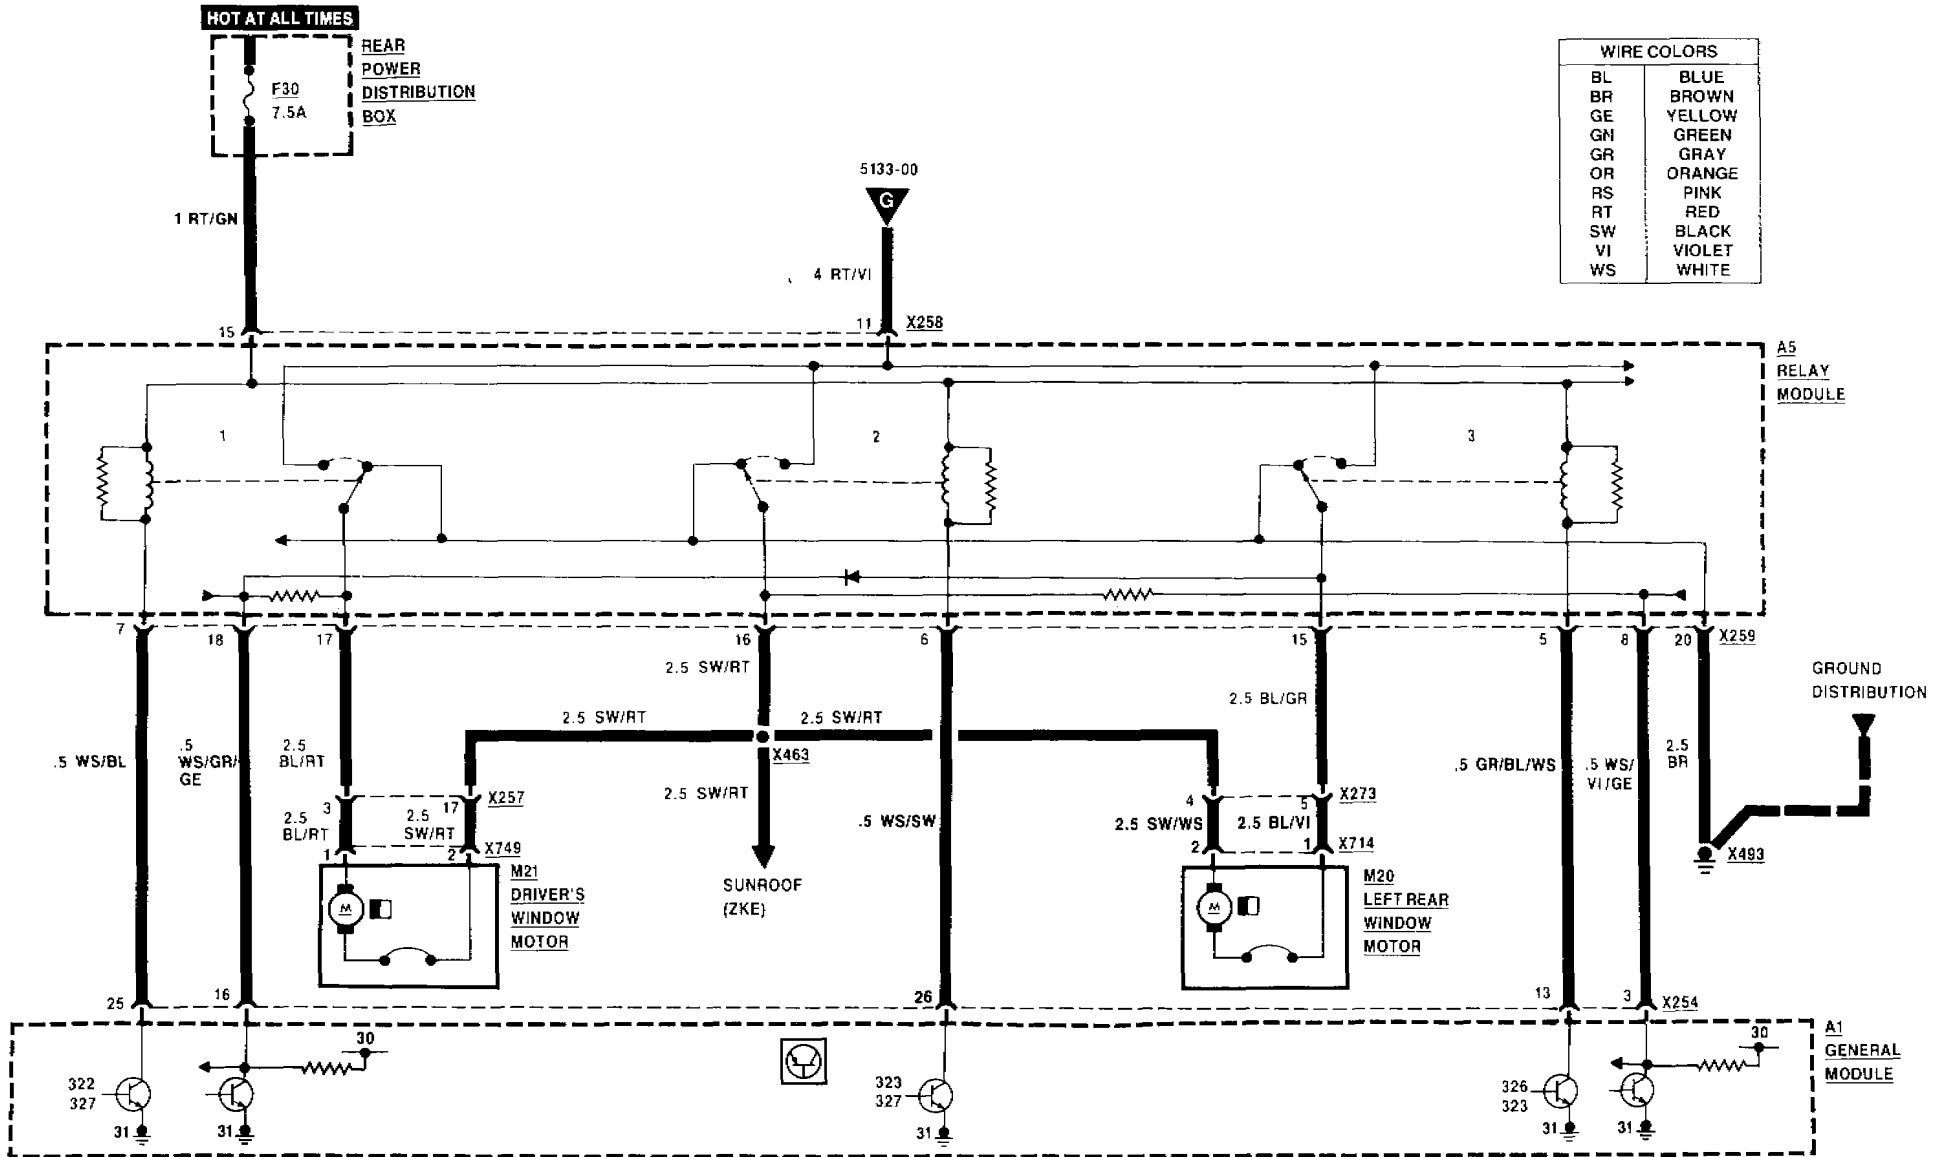 HOT AT ALL TIMES
REAR
POWER
DISTRIBUTION
BOX
F30
7.5A
WIRE COLORS
BL BLUE
BR BROWN
GE YELLOW
GN GREEN
GR GRAY
OR ORANGE
RS PINK
RT RED
SW BLACK
VI VIOLET
WS WHITE
5133-00
G
1 RT/GN
4 RT/VI
15
11
X258
A5
RELAY
MODULE
1
2
3
7
18
17
16
6
15
5
8
20
X259
2.5 SW/RT
GROUND
DISTRIBUTION
2.5 BL/GR
2.5 SW/RT
2.5 SW/RT
X463
.5 WS/BL
.5
WS/GR/
GE
2.5
BL/RT
.5 GR/BL/WS
.5 WS/
VI/GE
2.5
BR
2.5 SW/RT
3
17
X257
4
5
X273
2.5
BL/RT
2.5
SW/RT
.5 WS/SW
2.5 SW/WS
2.5 BL/VI
1
2
X749
2
1
X714
X493
M21
DRIVER'S
WINDOW
MOTOR
M
SUNROOF
(ZKE)
M20
LEFT REAR
WINDOW
MOTOR
M
25
16
26
13
3
X254
30
30
A1
GENERAL
MODULE
322
327
323
327
326
323
31
31
31
31
31